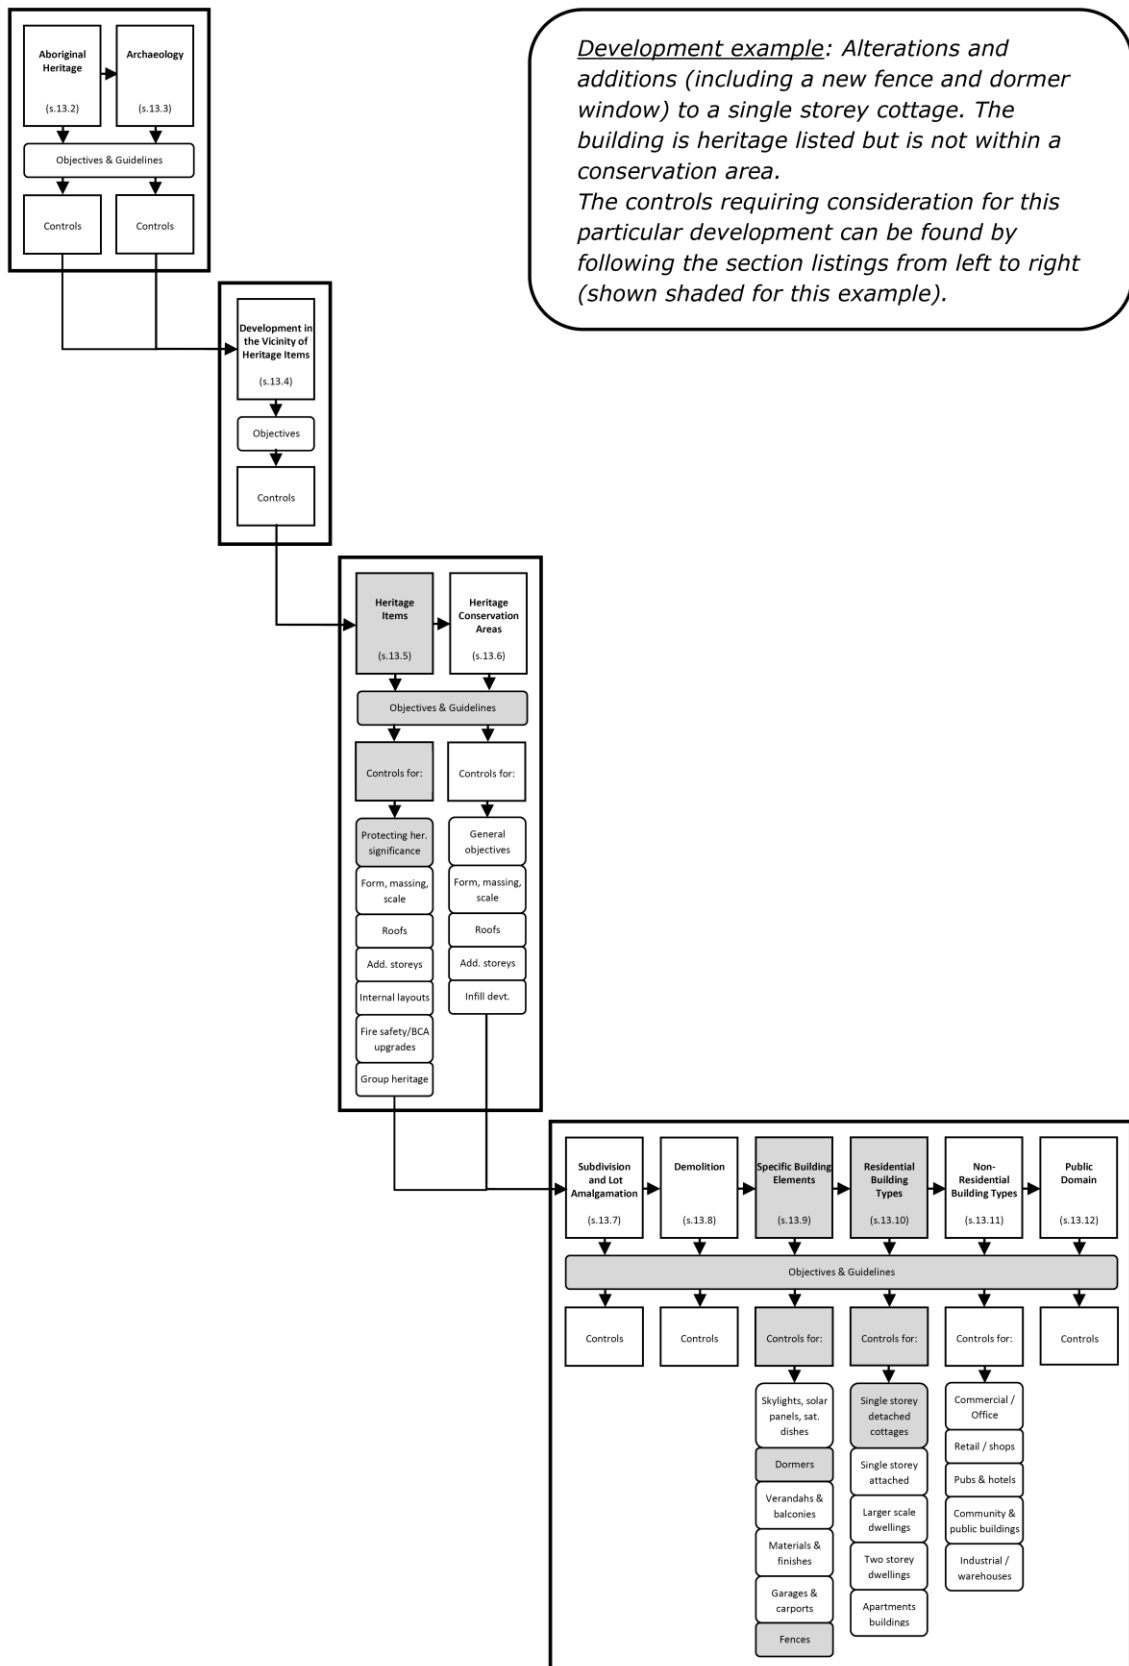 Development example: Alterations and
additions (including a new fence and dormer
window) to a single storey cottage. The
building is heritage listed but is not within a
conservation area.
The controls requiring consideration for this
particular development can be found by
following the section listings from left to right
(shown shaded for this example).
Aboriginal
Heritage
(s.13.2)
Archaeology
(s.13.3)
Objectives & Guidelines
Controls
Controls
Development in
the Vicinity of
Heritage Items
(s.13.4)
Objectives
Controls
Heritage
Items
(s.13.5)
Heritage
Conservation
Areas
(s.13.6)
Objectives & Guidelines
Controls for:
Protecting her.
significance
Form, massing,
scale
Roofs
Add. storeys
Internal layouts
Fire safety/BCA
upgrades
Group heritage
Controls for:
General
objectives
Form, massing,
scale
Roofs
Add. storeys
Infill devt.
Subdivision
and Lot
Amalgamation
(s.13.7)
Demolition
(s.13.8)
Specific Building
Elements
(s.13.9)
Residential
Building
Types
(s.13.10)
Non-
Residential
Building Types
(s.13.11)
Public
Domain
(s.13.12)
Objectives & Guidelines
Controls
Controls
Controls for:
Skylights, solar
panels, sat.
dishes
Dormers
Verandahs &
balconies
Materials &
finishes
Garages &
carports
Fences
Controls for:
Single storey
detached
cottages
Single storey
attached
Larger scale
dwellings
Two storey
dwellings
Apartments
buildings
Controls for:
Commercial /
Office
Retail / shops
Pubs & hotels
Community &
public buildings
Industrial /
warehouses
Controls